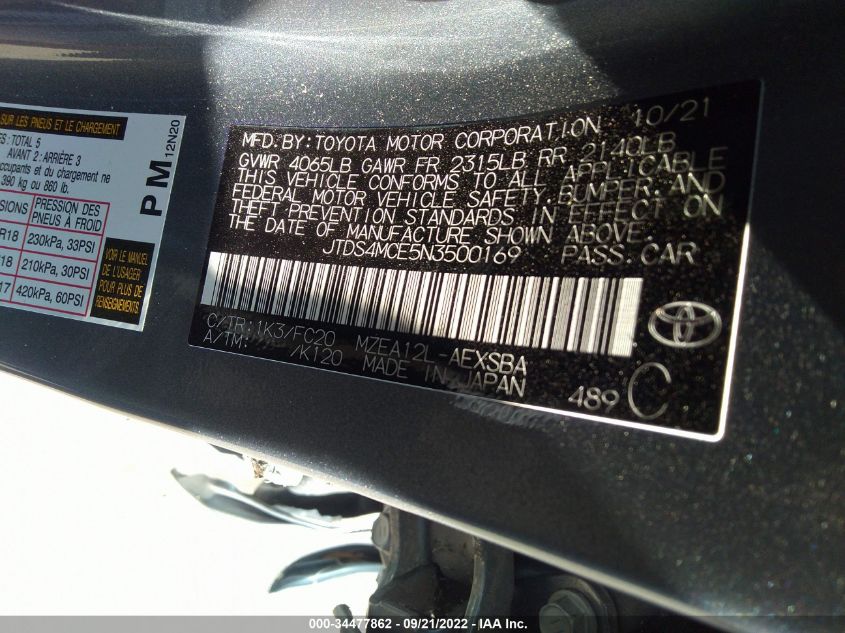 SUR LES PNEUS ET LE CHARGEMENT
TOTAL 5
AVANT 2: ARRIÈRE 3
occupants et du chargement ne
390 kg ou 860 lb.
PRESSION DES
PNEUS À FROID
R18 230kPa, 33PSI
210kPa, 30PSI
420kPa, 60PSI
VOIR LE
MANUEL
DE
L'USAGER
POUR PLUS DE
RENSEIGNEMENTS
PM 12N20
10/21
MFD.BY:TOYOTA MOTOR CORPORATION
GVWR 4065LB GAWR FR 2315LB RR 2140LB
THIS VEHICLE CONFORMS TO ALL APPLICABLE
FEDERAL MOTOR VEHICLE SAFETY,BUMPER,AND
THEFT PREVENTION STANDARDS IN EFFECT ON
THE DATE OF MANUFACTURE SHOWN ABOVE.
JTDS4MCE5N3500169 PASS.CAR
C/TR:1K3/FC20 MZEA12L-AEXSBA
A/TM: /K120 MADE IN JAPAN
489 C
000-34477862 - 09/21/2022 - IAA Inc.